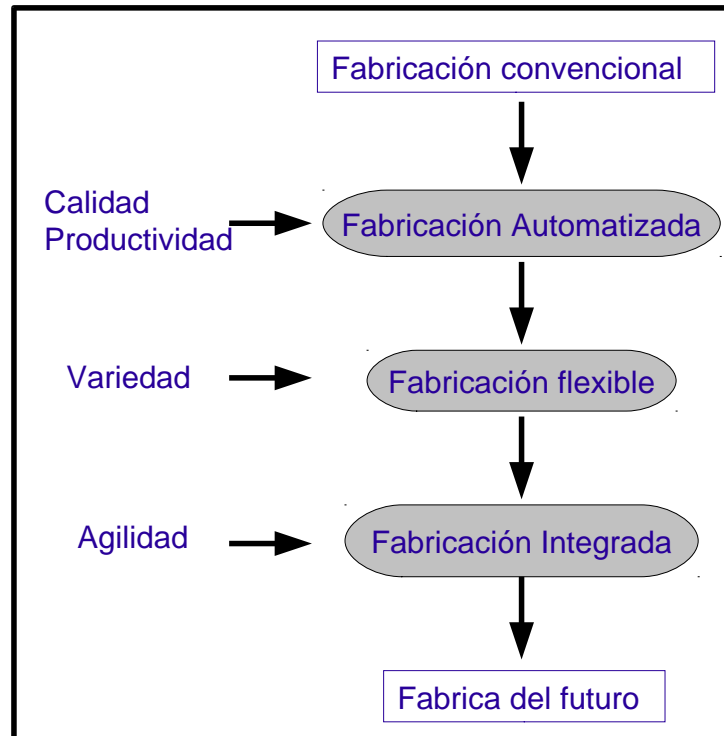 Fabricación convencional
Calidad
Productividad
Fabricación Automatizada
Variedad
Fabricación flexible
Agilidad
Fabricación Integrada
Fabrica del futuro